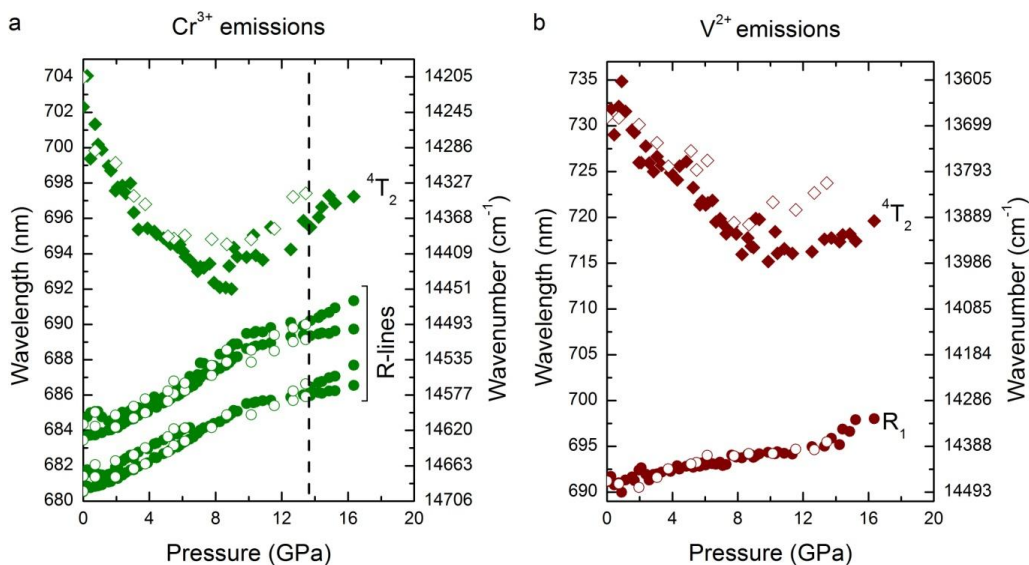 a
Cr³⁺ emissions
704
702
700
698
696
694
692
690
688
686
684
682
680
Wavelength (nm)
⁴T₂
R-lines
14205
14245
14286
14327
14368
14409
14451
14493
14535
14577
14620
14663
14706
Wavenumber (cm⁻¹)
0 4 8 12 16 20
Pressure (GPa)
b
V²⁺ emissions
735
730
725
720
715
710
705
700
695
690
Wavelength (nm)
⁴T₂
R₁
13605
13699
13793
13889
13986
14085
14184
14286
14388
14493
Wavenumber (cm⁻¹)
0 4 8 12 16 20
Pressure (GPa)